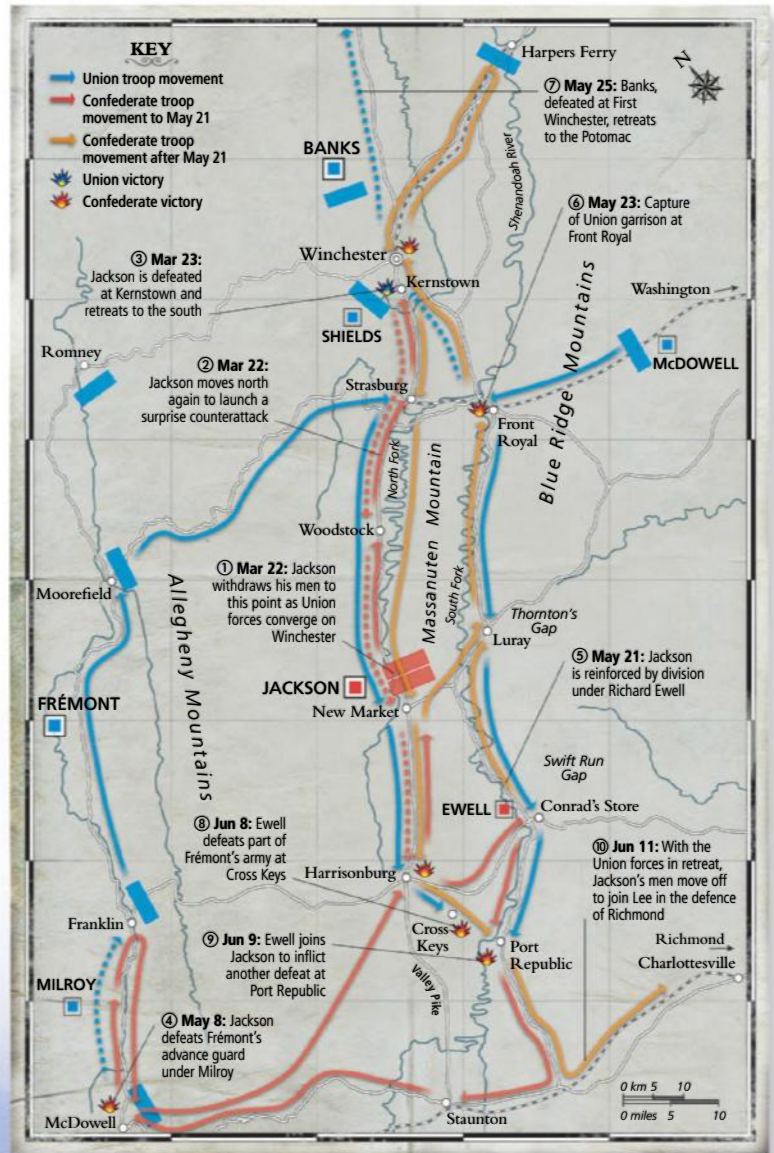 KEY
Union troop movement
Confederate troop
movement to May 21
Confederate troop
movement after May 21
Union victory
Confederate victory
Harpers Ferry
N
⑦ May 25: Banks,
defeated at First
Winchester, retreats
to the Potomac
BANKS
Shenandoah River
⑥ May 23: Capture
of Union garrison at
Front Royal
Winchester
③ Mar 23:
Jackson is defeated
at Kernstown and
retreats to the south
Kernstown
Washington
SHIELDS
Romney
McDOWELL
② Mar 22:
Jackson moves north
again to launch a
surprise counterattack
Strasburg
Front
Royal
Blue Ridge Mountains
North Fork
Massanuten Mountain
South Fork
Woodstock
① Mar 22: Jackson
withdraws his men to
this point as Union
forces converge on
Winchester
Moorefield
Allegheny Mountains
Thornton's
Gap
Luray
⑤ May 21: Jackson
is reinforced by division
under Richard Ewell
JACKSON
New Market
FRÉMONT
Swift Run
Gap
EWELL
Conrad's Store
⑧ Jun 8: Ewell
defeats part of
Frémont's army at
Cross Keys
Harrisonburg
⑩ Jun 11: With the
Union forces in retreat,
Jackson's men move off
to join Lee in the defence
of Richmond
Franklin
Cross
Keys
⑨ Jun 9: Ewell joins
Jackson to inflict
another defeat at
Port Republic
Port
Republic
Richmond
Charlottesville
Valley Pike
MILROY
④ May 8: Jackson
defeats Frémont's
advance guard
under Milroy
McDowell
Staunton
0 km 5 10
0 miles 5 10